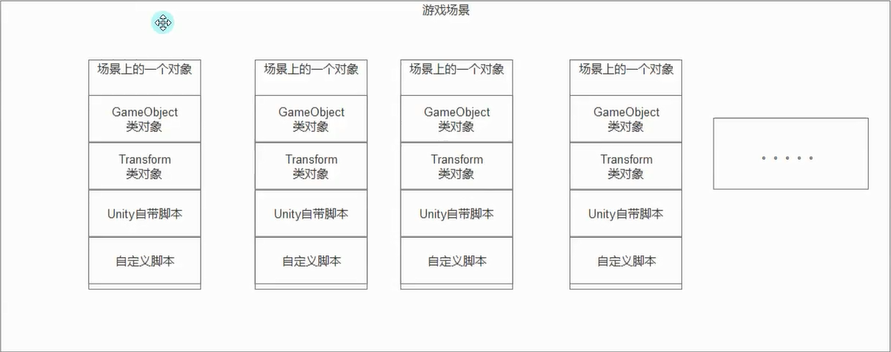 游戏场景
场景上的一个对象
GameObject
类对象
Transform
类对象
Unity自带脚本
自定义脚本
场景上的一个对象
GameObject
类对象
Transform
类对象
Unity自带脚本
自定义脚本
场景上的一个对象
GameObject
类对象
Transform
类对象
Unity自带脚本
自定义脚本
场景上的一个对象
GameObject
类对象
Transform
类对象
Unity自带脚本
自定义脚本
.....